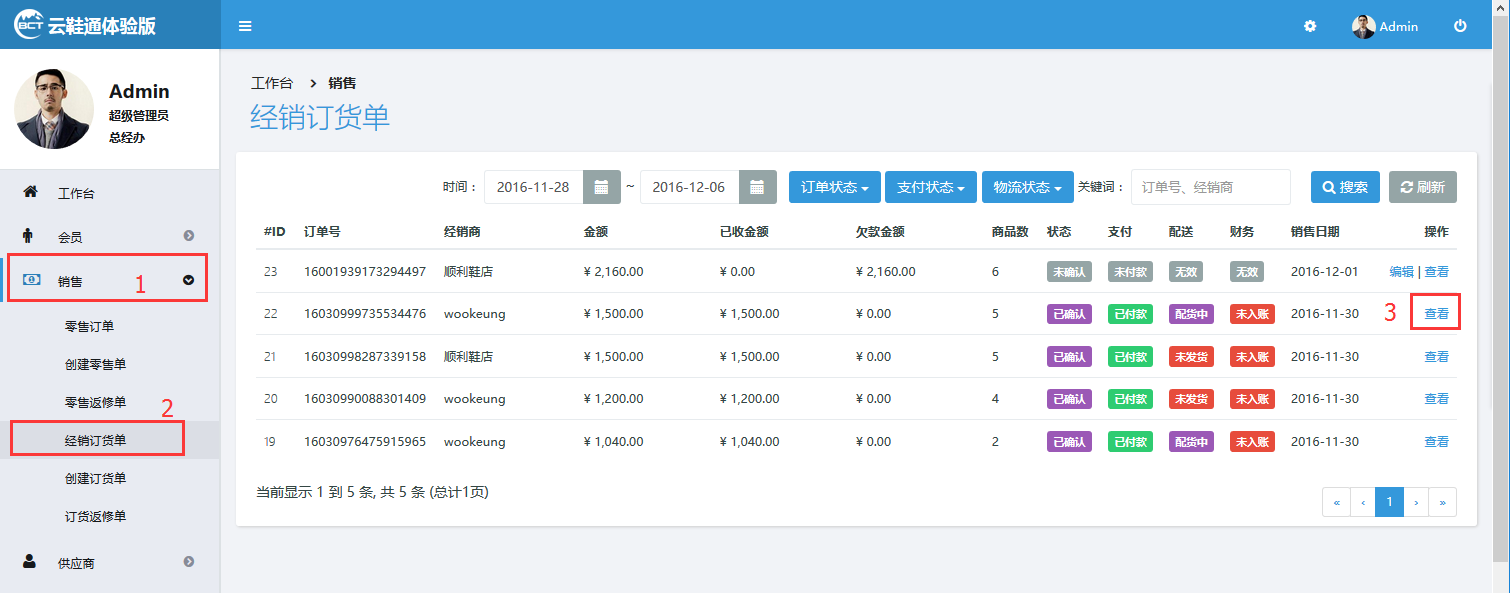 BCT 云鞋通体验版
Admin
Admin
超级管理员
总经办
工作台
会员
销售 1
零售订单
创建零售单
零售返修单 2
经销订货单
创建订货单
订货返修单
供应商
工作台 > 销售
经销订货单
时间： 2016-11-28 ~ 2016-12-06 订单状态 支付状态 物流状态 关键词： 订单号、经销商 搜索 刷新
#ID 订单号 经销商 金额 已收金额 欠款金额 商品数 状态 支付 配送 财务 销售日期 操作
23 16001939173294497 顺利鞋店 ¥ 2,160.00 ¥ 0.00 ¥ 2,160.00 6 未确认 未付款 无效 无效 2016-12-01 编辑 | 查看
22 16030999735534476 wookeung ¥ 1,500.00 ¥ 1,500.00 ¥ 0.00 5 已确认 已付款 配货中 未入账 2016-11-30 3 查看
21 16030998287339158 顺利鞋店 ¥ 1,500.00 ¥ 1,500.00 ¥ 0.00 5 已确认 已付款 未发货 未入账 2016-11-30 查看
20 16030990088301409 wookeung ¥ 1,200.00 ¥ 1,200.00 ¥ 0.00 4 已确认 已付款 未发货 未入账 2016-11-30 查看
19 16030976475915965 wookeung ¥ 1,040.00 ¥ 1,040.00 ¥ 0.00 2 已确认 已付款 配货中 未入账 2016-11-30 查看
当前显示 1 到 5 条, 共 5 条 (总计1页)
« ‹ 1 › »